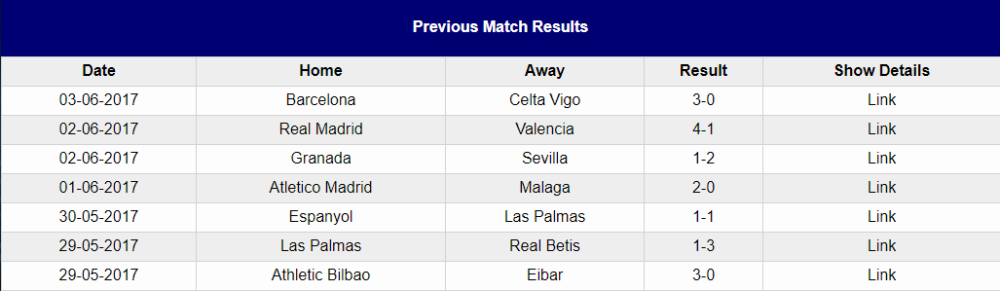 Previous Match Results
Date Home Away Result Show Details
03-06-2017 Barcelona Celta Vigo 3-0 Link
02-06-2017 Real Madrid Valencia 4-1 Link
02-06-2017 Granada Sevilla 1-2 Link
01-06-2017 Atletico Madrid Malaga 2-0 Link
30-05-2017 Espanyol Las Palmas 1-1 Link
29-05-2017 Las Palmas Real Betis 1-3 Link
29-05-2017 Athletic Bilbao Eibar 3-0 Link